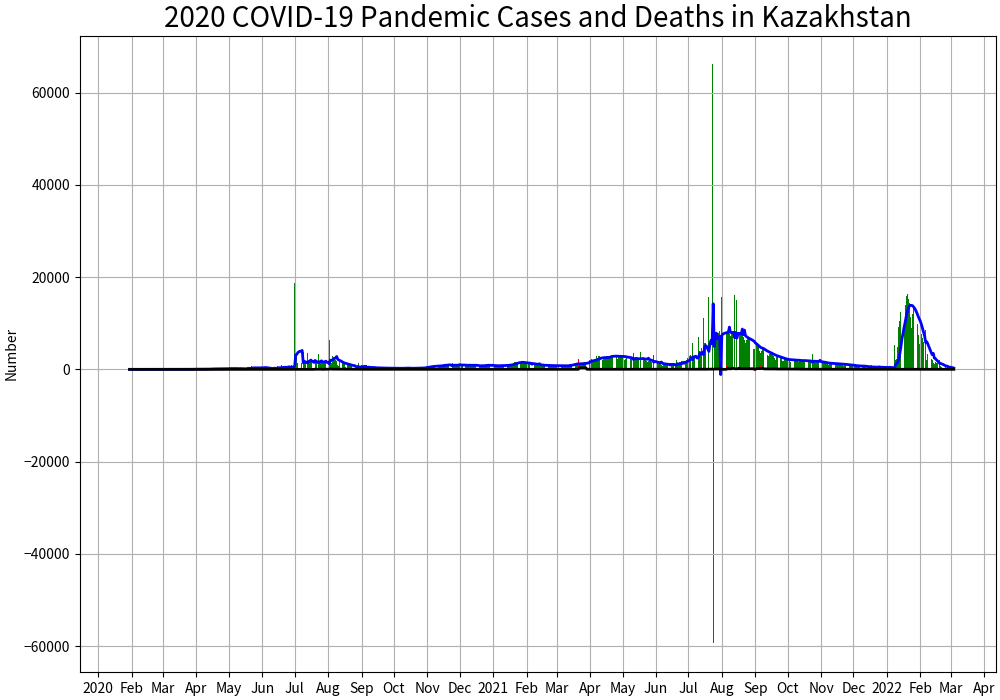 2020 COVID-19 Pandemic Cases and Deaths in Kazakhstan
Number
60000
40000
20000
0
−20000
−40000
−60000
2020 Feb Mar Apr May Jun Jul Aug Sep Oct Nov Dec 2021 Feb Mar Apr May Jun Jul Aug Sep Oct Nov Dec 2022 Feb Mar Apr